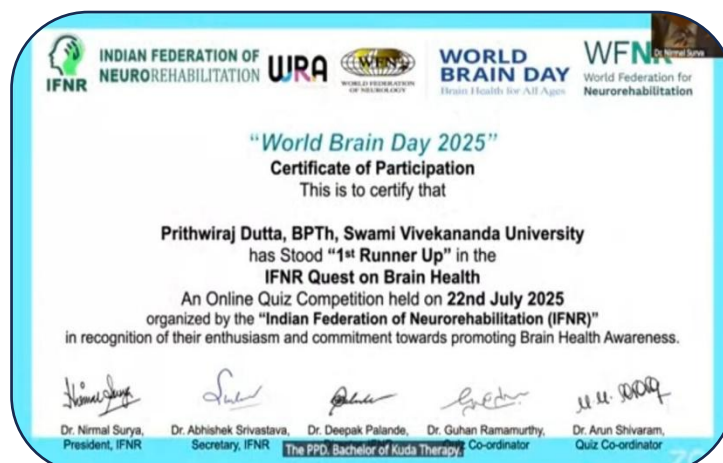 IFNR
INDIAN FEDERATION OF
NEUROREHABILITATION
WRA
WFN
WORLD FEDERATION
OF NEUROLOGY
WORLD
BRAIN DAY
Brain Health for All Ages
WFNR
World Federation for
Neurorehabilitation
Dr. Nirmal Surya
"World Brain Day 2025"
Certificate of Participation
This is to certify that
Prithwiraj Dutta, BPTh, Swami Vivekananda University
has Stood "1st Runner Up" in the
IFNR Quest on Brain Health
An Online Quiz Competition held on 22nd July 2025
organized by the "Indian Federation of Neurorehabilitation (IFNR)"
in recognition of their enthusiasm and commitment towards promoting Brain Health Awareness.
Dr. Nirmal Surya,
President, IFNR
Dr. Abhishek Srivastava,
Secretary, IFNR
Dr. Deepak Palande,
Dr. Guhan Ramamurthy,
Co-ordinator
Dr. Arun Shivaram,
Quiz Co-ordinator
The PPD. Bachelor of Kuda Therapy.